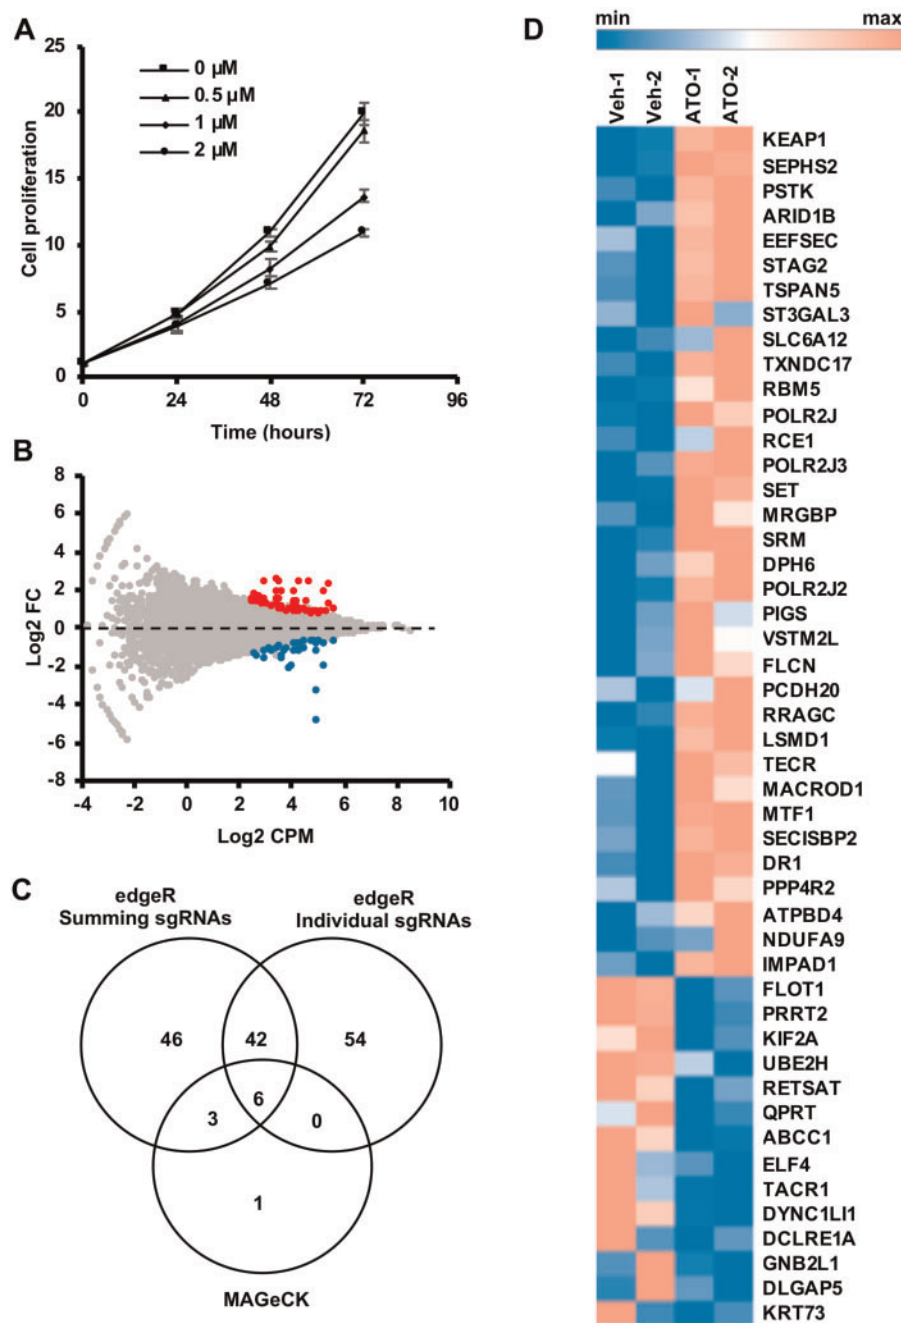 A
25
20
15
10
5
0
0 µM
0.5 µM
1 µM
2 µM
Cell proliferation
0 24 48 72 96
Time (hours)
B
8
6
4
2
0
-2
-4
-6
-8
Log2 FC
-4 -2 0 2 4 6 8 10
Log2 CPM
C
edgeR
Summing sgRNAs
edgeR
Individual sgRNAs
46 42 54
6
3 0
1
MAGeCK
D
min max
Veh-1 Veh-2 ATO-1 ATO-2
KEAP1
SEPHS2
PSTK
ARID1B
EEFSEC
STAG2
TSPAN5
ST3GAL3
SLC6A12
TXNDC17
RBM5
POLR2J
RCE1
POLR2J3
SET
MRGBP
SRM
DPH6
POLR2J2
PIGS
VSTM2L
FLCN
PCDH20
RRAGC
LSMD1
TECR
MACROD1
MTF1
SECISBP2
DR1
PPP4R2
ATPBD4
NDUFA9
IMPAD1
FLOT1
PRRT2
KIF2A
UBE2H
RETSAT
QPRT
ABCC1
ELF4
TACR1
DYNC1LI1
DCLRE1A
GNB2L1
DLGAP5
KRT73